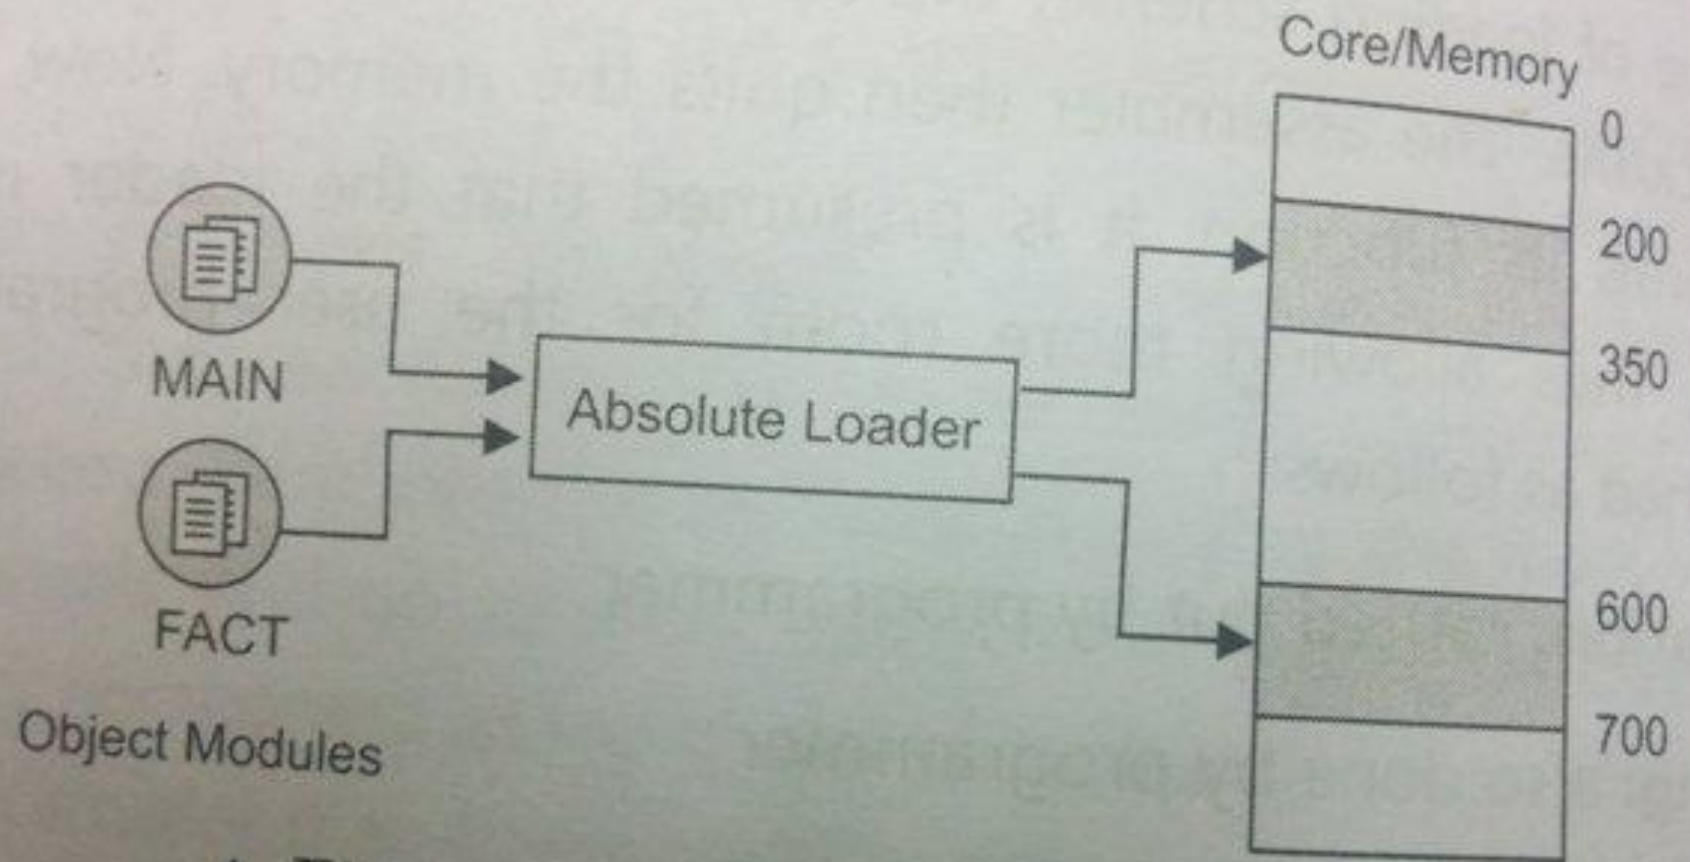 Core/Memory
0
200
350
600
700
MAIN
Absolute Loader
FACT
Object Modules